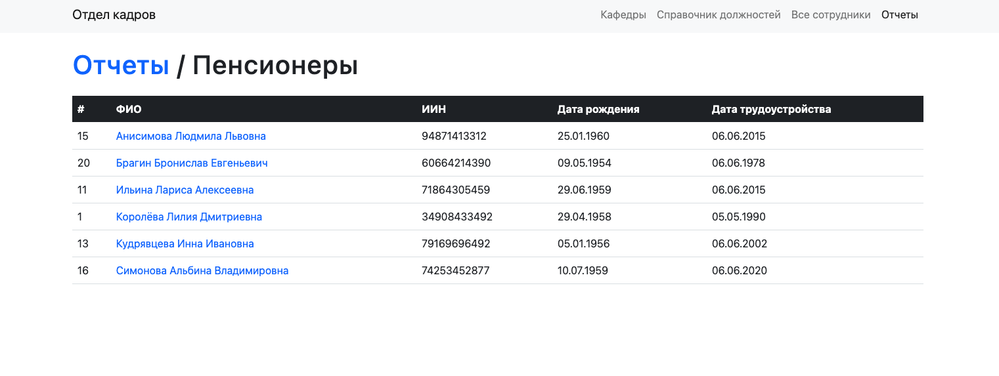 Отдел кадров Кафедры Справочник должностей Все сотрудники Отчеты
Отчеты / Пенсионеры
# ФИО ИИН Дата рождения Дата трудоустройства
15 Анисимова Людмила Львовна 94871413312 25.01.1960 06.06.2015
20 Брагин Бронислав Евгеньевич 60664214390 09.05.1954 06.06.1978
11 Ильина Лариса Алексеевна 71864305459 29.06.1959 06.06.2015
1 Королёва Лилия Дмитриевна 34908433492 29.04.1958 05.05.1990
13 Кудрявцева Инна Ивановна 79169696492 05.01.1956 06.06.2002
16 Симонова Альбина Владимировна 74253452877 10.07.1959 06.06.2020